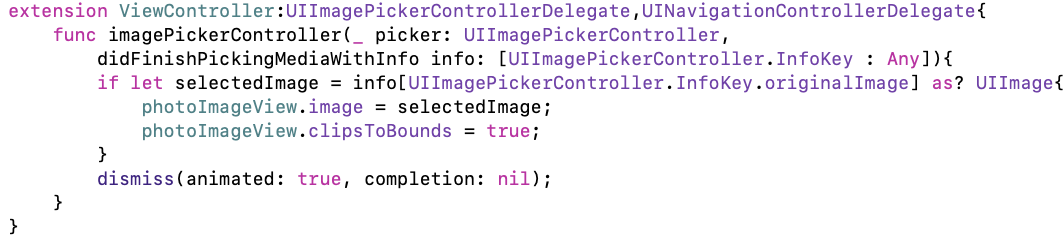 extension ViewController:UIImagePickerControllerDelegate,UINavigationControllerDelegate{
    func imagePickerController(_ picker: UIImagePickerController,
        didFinishPickingMediaWithInfo info: [UIImagePickerController.InfoKey : Any]){
        if let selectedImage = info[UIImagePickerController.InfoKey.originalImage] as? UIImage{
            photoImageView.image = selectedImage;
            photoImageView.clipsToBounds = true;
        }
        dismiss(animated: true, completion: nil);
    }
}